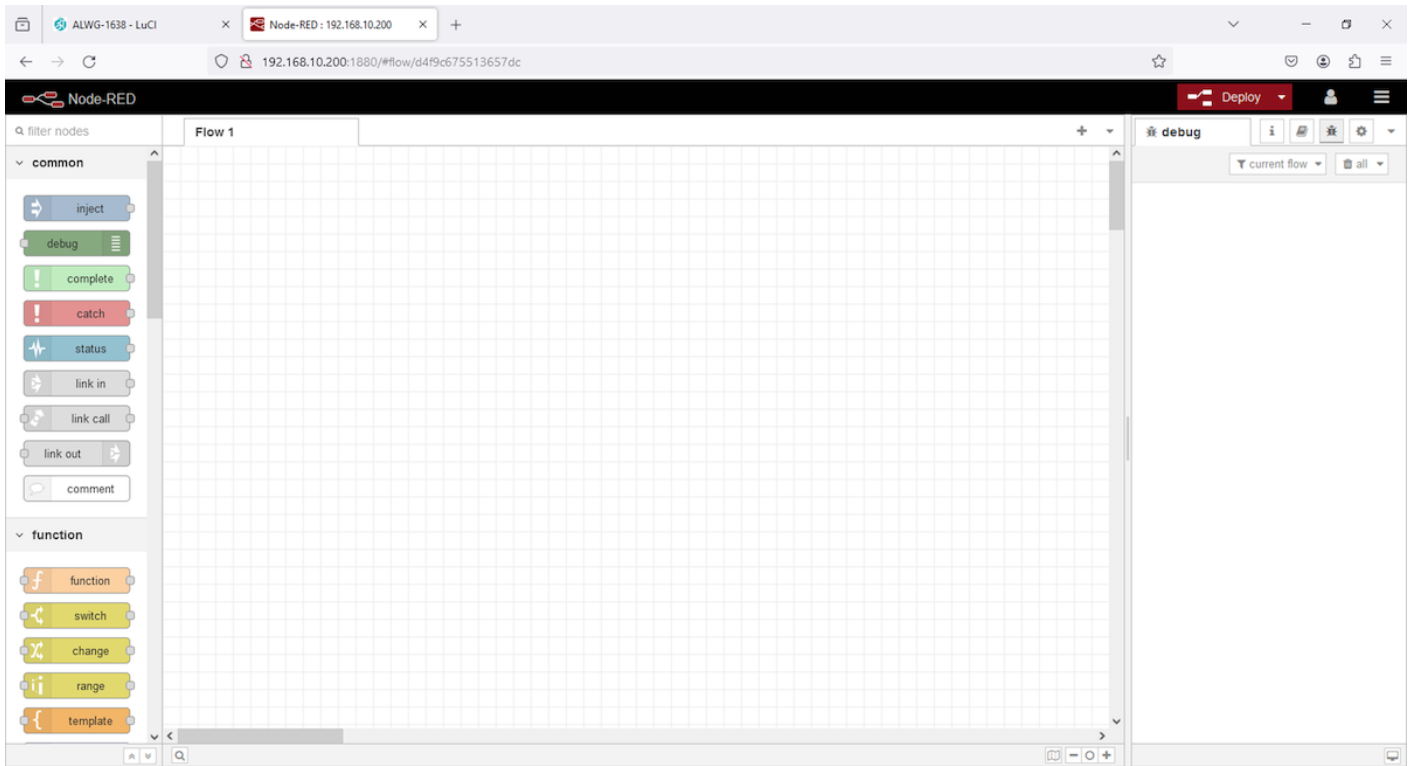 ALWG-1638 - LuCI
Node-RED : 192.168.10.200
192.168.10.200:1880/#flow/d4f9c675513657dc
Node-RED
Deploy
filter nodes
Flow 1
debug
i
common
current flow
all
inject
debug
complete
catch
status
link in
link call
link out
comment
function
function
switch
change
range
template